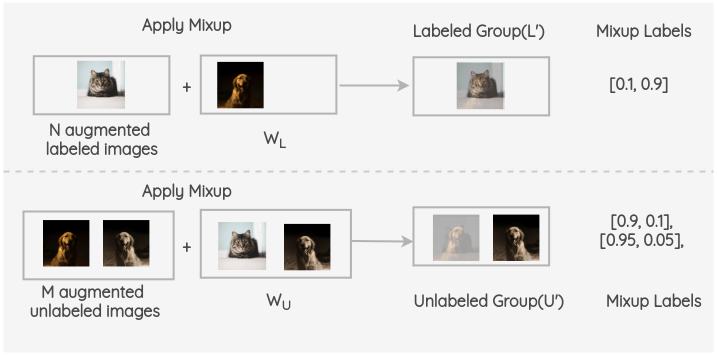 Apply Mixup
Labeled Group(L')
Mixup Labels
+
[0.1, 0.9]
N augmented
labeled images
W_L
Apply Mixup
+
[0.9, 0.1],
[0.95, 0.05],
M augmented
unlabeled images
W_U
Unlabeled Group(U')
Mixup Labels